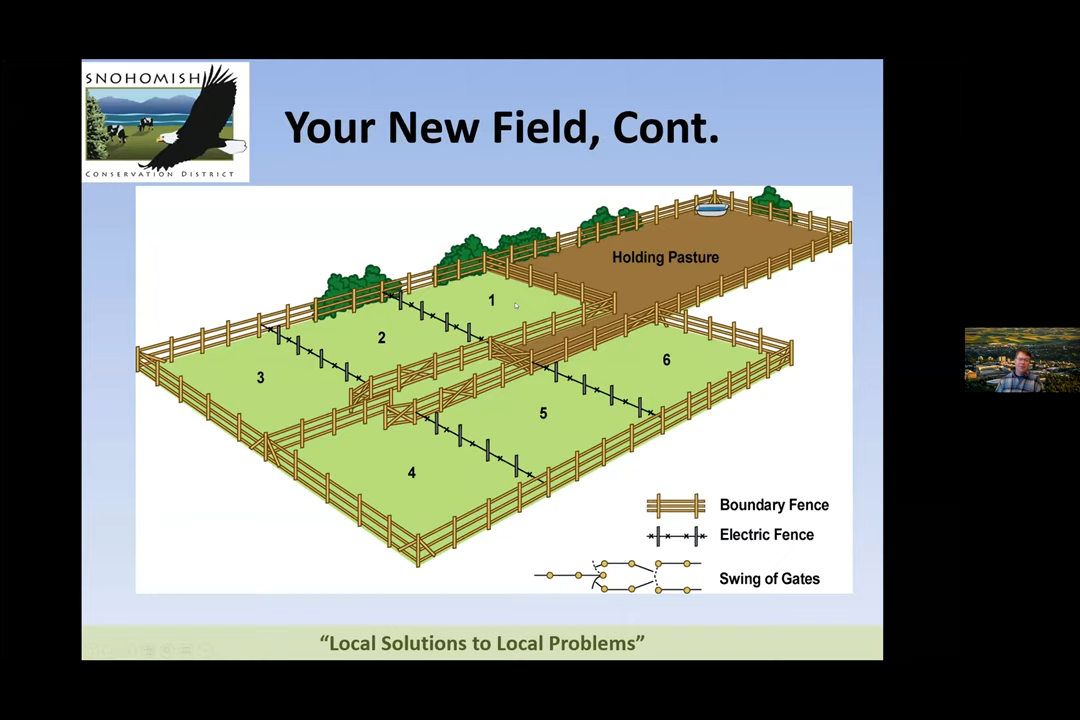 SNOHOMISH
CONSERVATION DISTRICT
Your New Field, Cont.
Holding Pasture
1
2
3
6
5
4
Boundary Fence
Electric Fence
Swing of Gates
“Local Solutions to Local Problems”